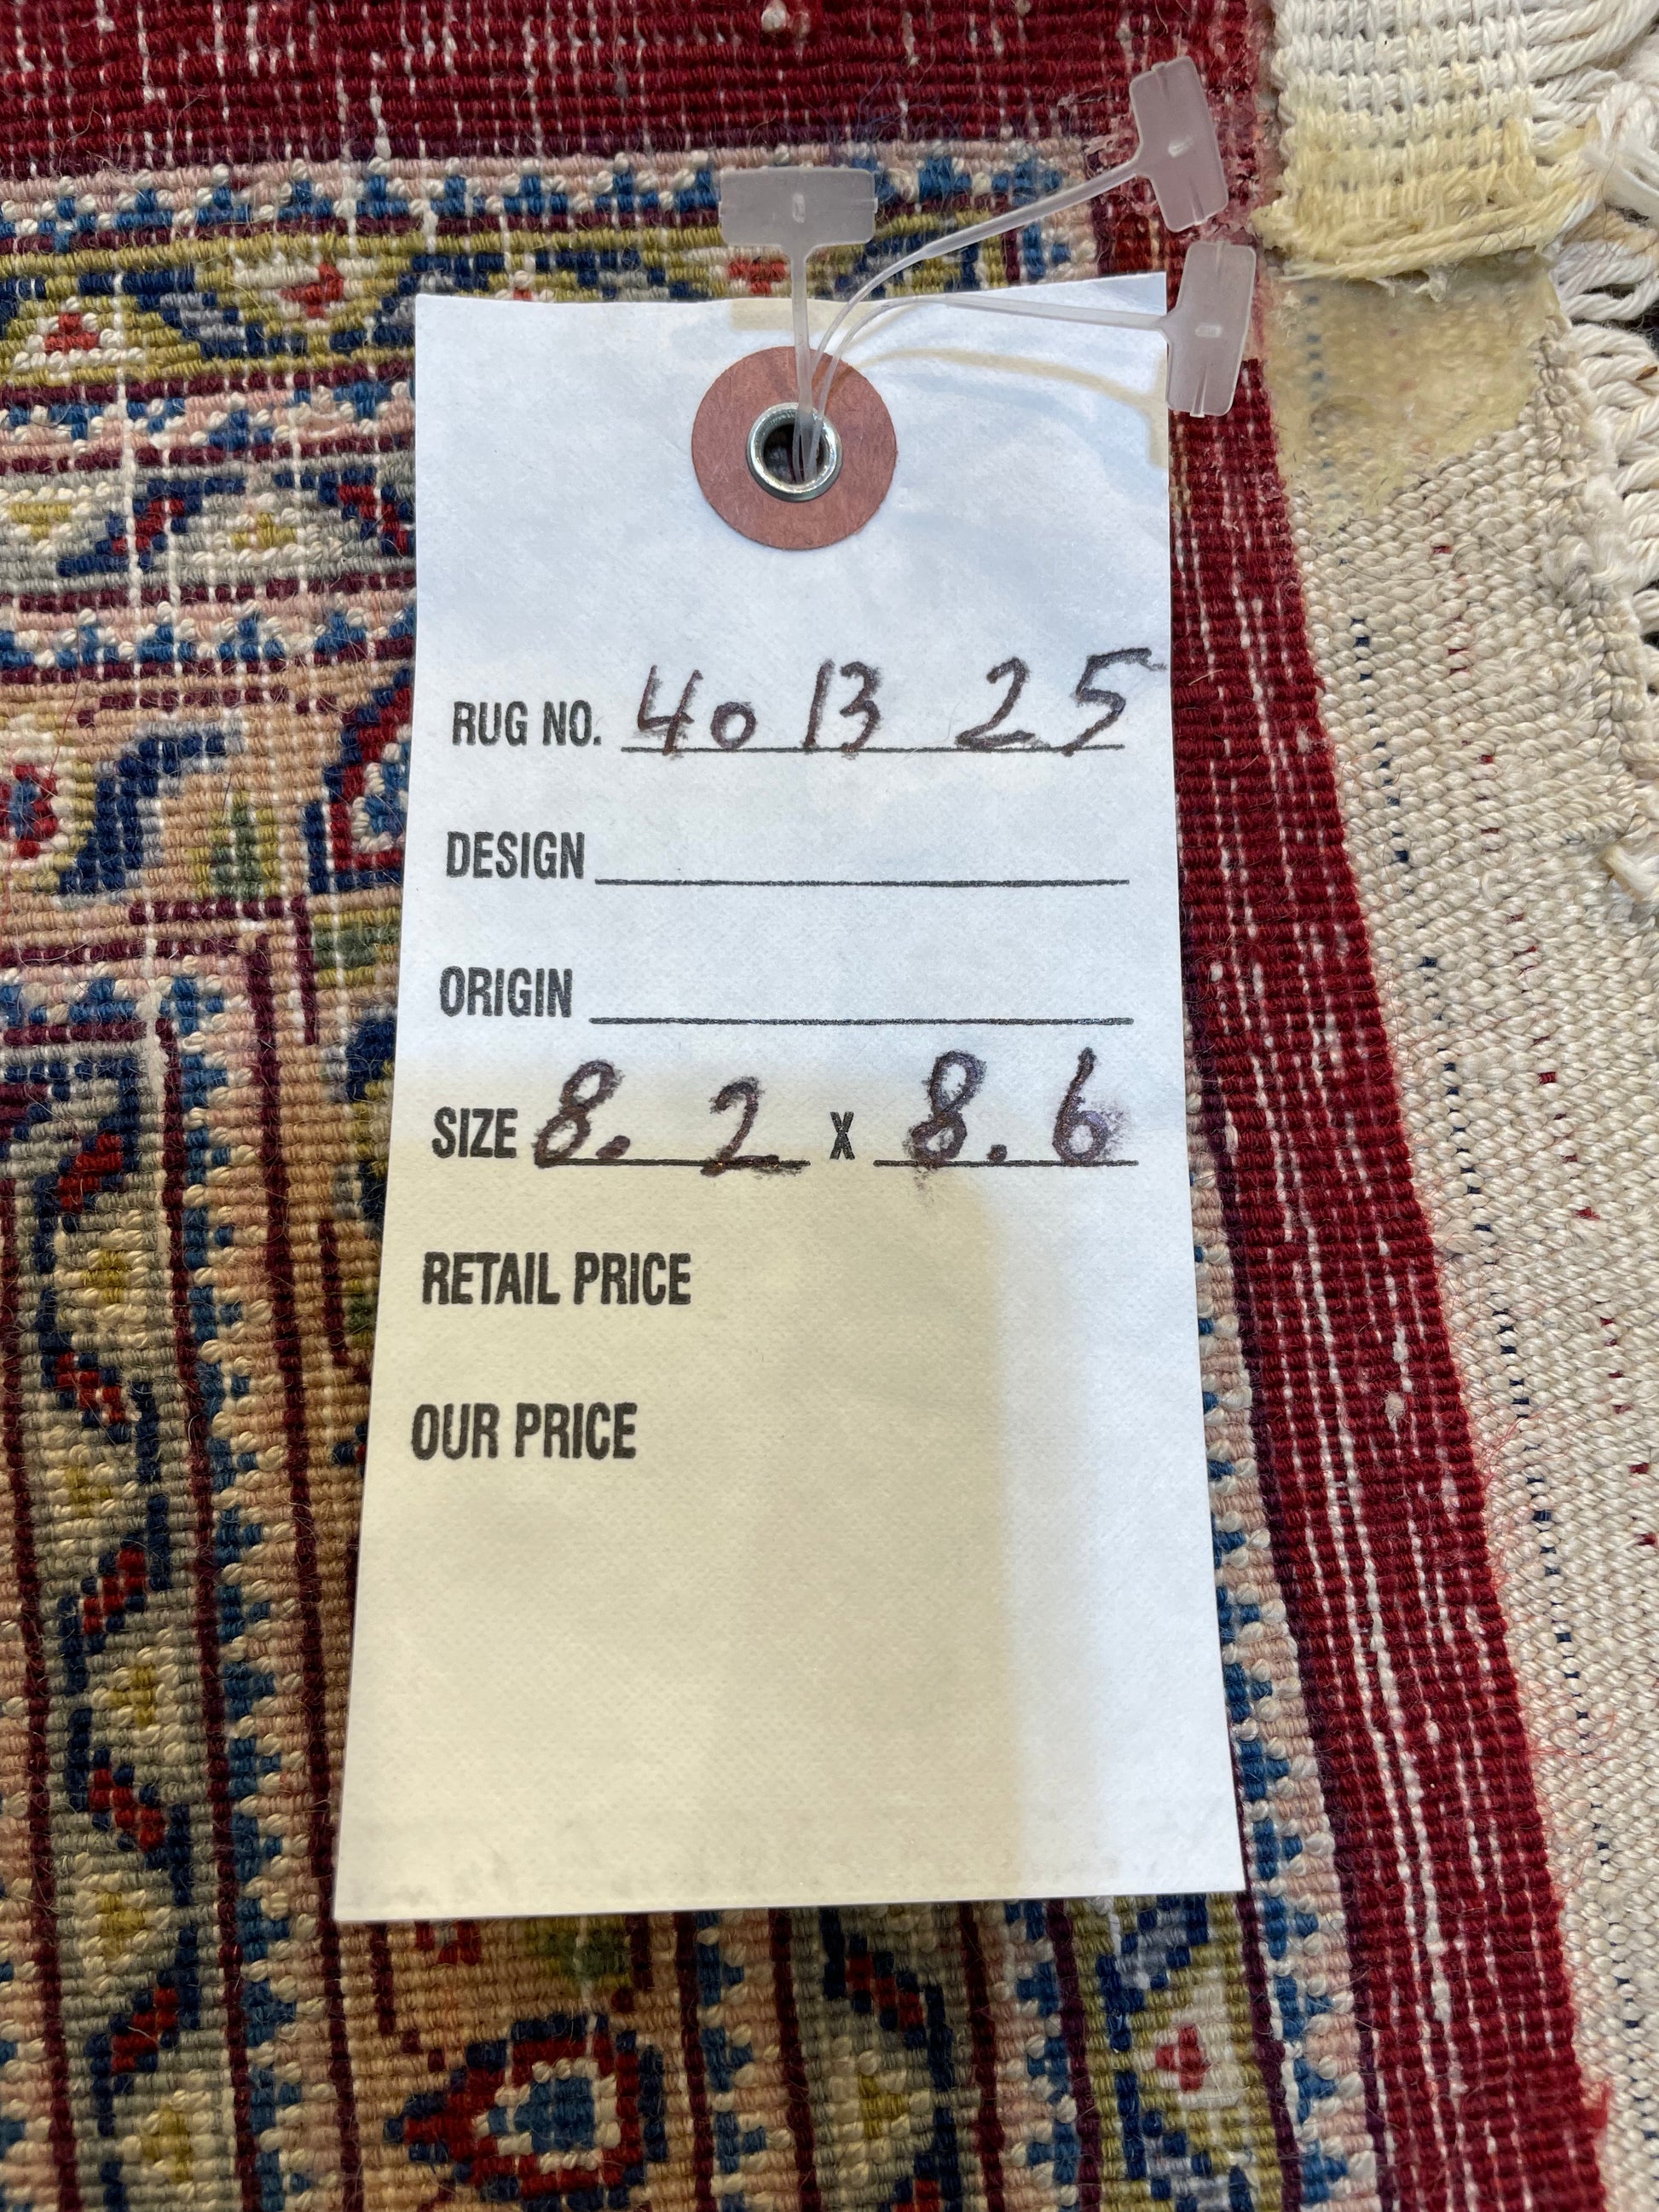 RUG NO. 40 13 25
DESIGN
ORIGIN
SIZE 8. 2 X 8.6
RETAIL PRICE
OUR PRICE